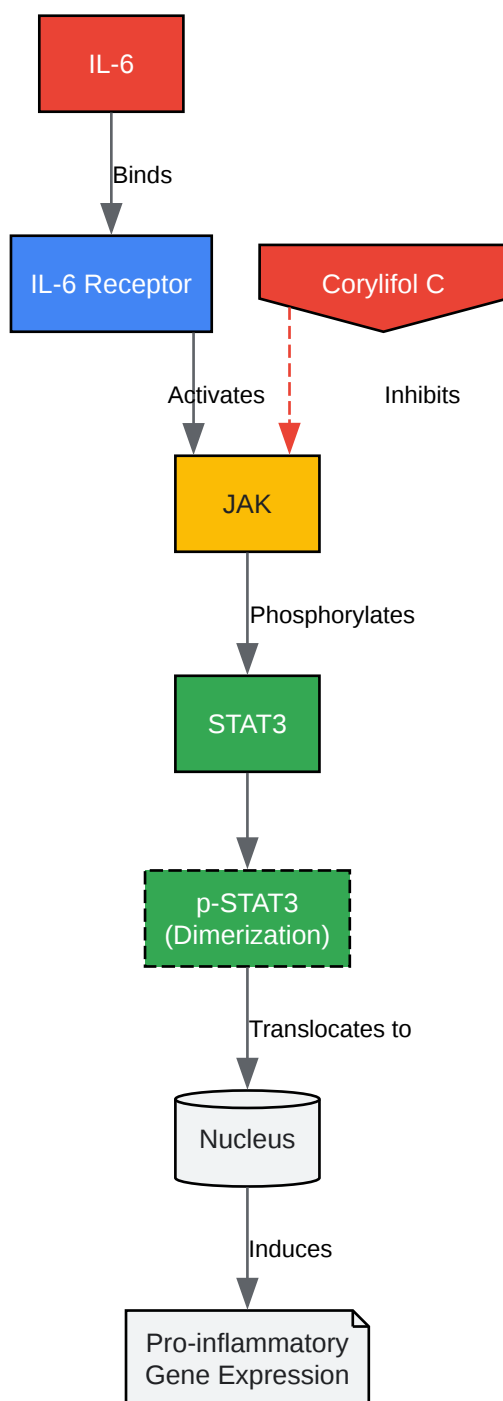 IL-6
Binds
IL-6 Receptor
Corylifol C
Activates
Inhibits
JAK
Phosphorylates
STAT3
p-STAT3
(Dimerization)
Translocates to
Nucleus
Induces
Pro-inflammatory
Gene Expression